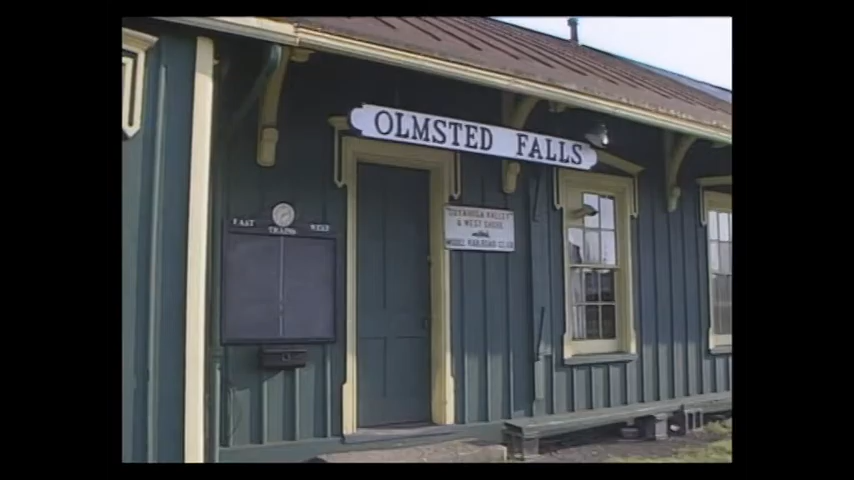 OLMSTED FALLS
EAST WEST
TRAINS
CUYAHOGA VALLEY
& WEST SHORE
MODEL RAILROAD CLUB